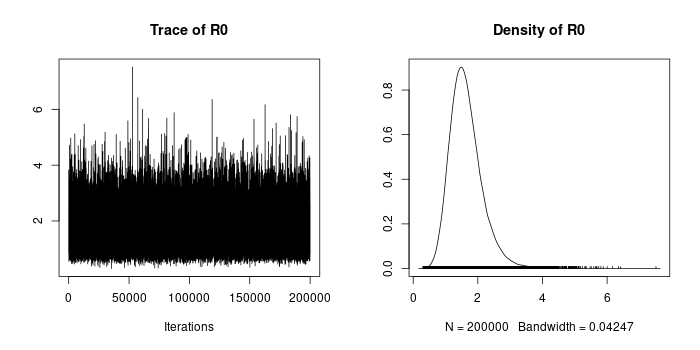 Trace of R0
2 4 6
0 50000 100000 150000 200000
Iterations
Density of R0
0.0 0.2 0.4 0.6 0.8
0 2 4 6
N = 200000 Bandwidth = 0.04247